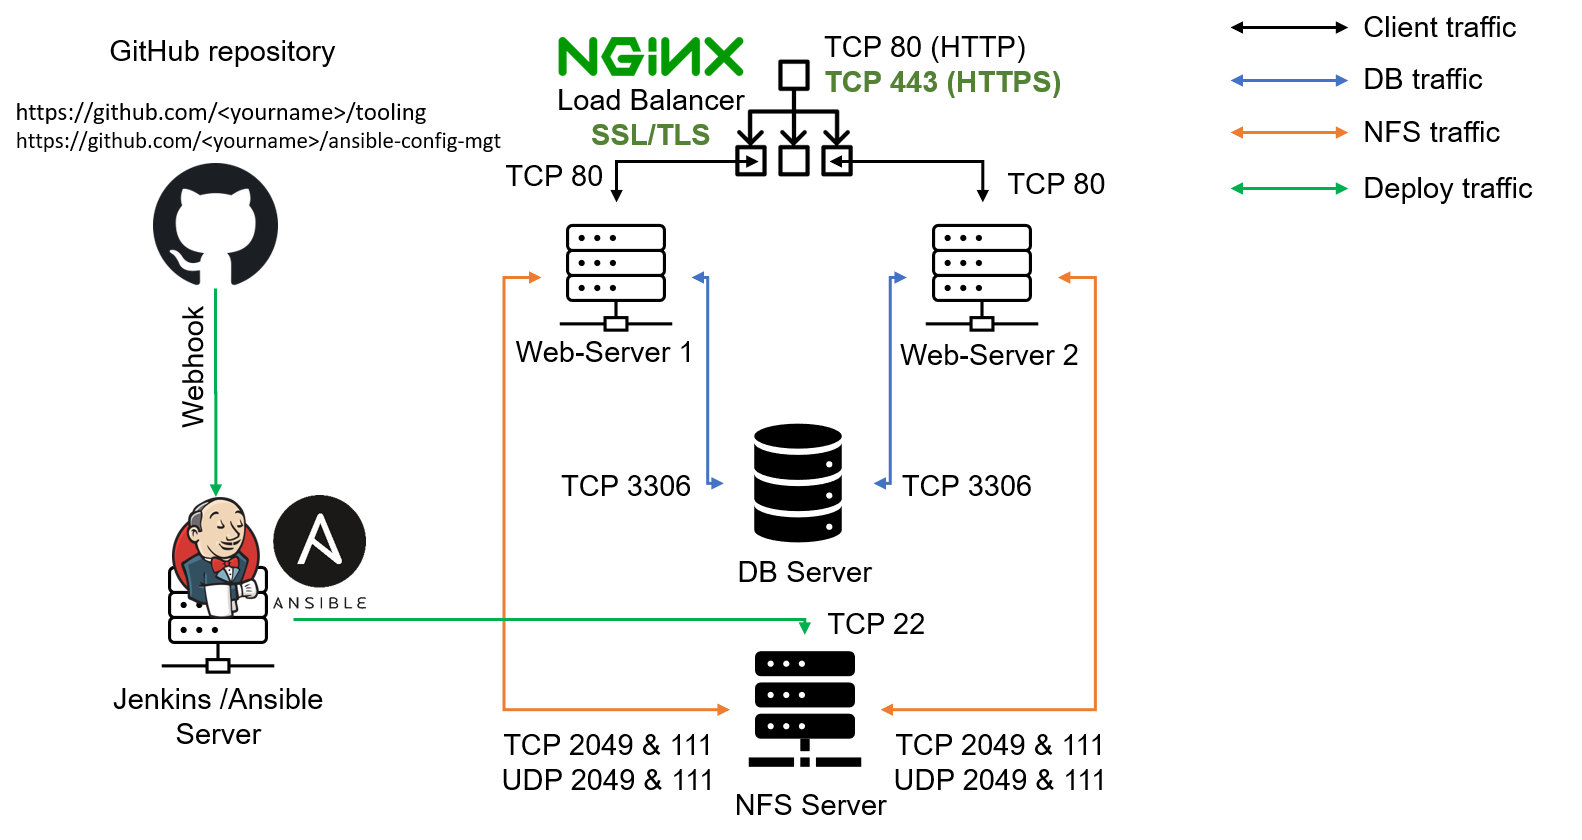 GitHub repository
https://github.com/<yourname>/tooling
https://github.com/<yourname>/ansible-config-mgt
Webhook
ANSIBLE
Jenkins /Ansible
Server
NGINX
Load Balancer
SSL/TLS
TCP 80 (HTTP)
TCP 443 (HTTPS)
TCP 80
TCP 80
Web-Server 1
Web-Server 2
TCP 3306
TCP 3306
DB Server
TCP 22
TCP 2049 & 111
UDP 2049 & 111
TCP 2049 & 111
UDP 2049 & 111
NFS Server
Client traffic
DB traffic
NFS traffic
Deploy traffic